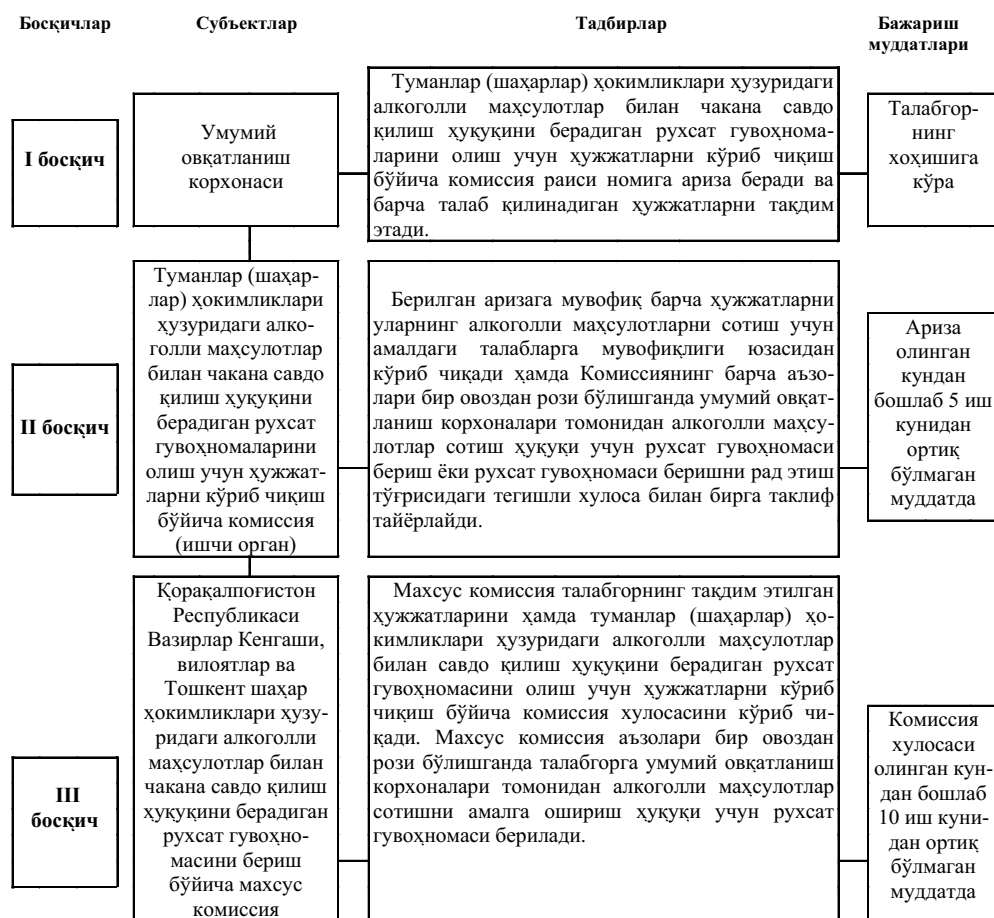 Босқичлар
Субъектлар
Тадбирлар
Бажариш
муддатлари
I босқич
Умумий
овқатланиш
корхонаси
Туманлар (шаҳарлар) ҳокимликлари ҳузуридаги
алкоголли маҳсулотлар билан чакана савдо
қилиш ҳуқуқини берадиган рухсат гувоҳнома-
ларини олиш учун ҳужжатларни кўриб чиқиш
бўйича комиссия раиси номига ариза беради ва
барча талаб қилинадиган ҳужжатларни тақдим
этади.
Талабгор-
нинг
хоҳишига
кўра
II босқич
Туманлар (шаҳар-
лар) ҳокимликлари
ҳузуридаги алко-
голли маҳсулотлар
билан чакана савдо
қилиш ҳуқуқини
берадиган рухсат
гувоҳномаларини
олиш учун ҳужжат-
ларни кўриб чиқиш
бўйича комиссия
(ишчи орган)
Берилган аризага мувофиқ барча ҳужжатларни
уларнинг алкоголли маҳсулотларни сотиш учун
амалдаги талабларга мувофиқлиги юзасидан
кўриб чиқади ҳамда Комиссиянинг барча аъзо-
лари бир овоздан рози бўлишганда умумий овқат-
ланиш корхоналари томонидан алкоголли маҳсу-
лотлар сотиш ҳуқуқи учун рухсат гувоҳномаси
бериш ёки рухсат гувоҳномаси беришни рад этиш
тўғрисидаги тегишли хулоса билан бирга таклиф
тайёрлайди.
Ариза
олинган
кундан
бошлаб 5 иш
кунидан
ортиқ
бўлмаган
муддатда
III
босқич
Қорақалпоғистон
Республикаси
Вазирлар Кенгаши,
вилоятлар ва
Тошкент шаҳар
ҳокимликлари ҳузу-
ридаги алкоголли
маҳсулотлар билан
чакана савдо қилиш
ҳуқуқини берадиган
рухсат гувоҳно-
масини бериш
бўйича махсус
комиссия
Махсус комиссия талабгорнинг тақдим этилган
ҳужжатларини ҳамда туманлар (шаҳарлар) ҳо-
кимликлари ҳузуридаги алкоголли маҳсулотлар
билан савдо қилиш ҳуқуқини берадиган рухсат
гувоҳномасини олиш учун ҳужжатларни кўриб
чиқиш бўйича комиссия хулосасини кўриб чи-
қади. Махсус комиссия аъзолари бир овоздан
рози бўлишганда талабгорга умумий овқатланиш
корхоналари томонидан алкоголли маҳсулотлар
сотишни амалга ошириш ҳуқуқи учун рухсат
гувоҳномаси берилади.
Комиссия
хулосаси
олинган кун-
дан бошлаб
10 иш куни-
дан ортиқ
бўлмаган
муддатда